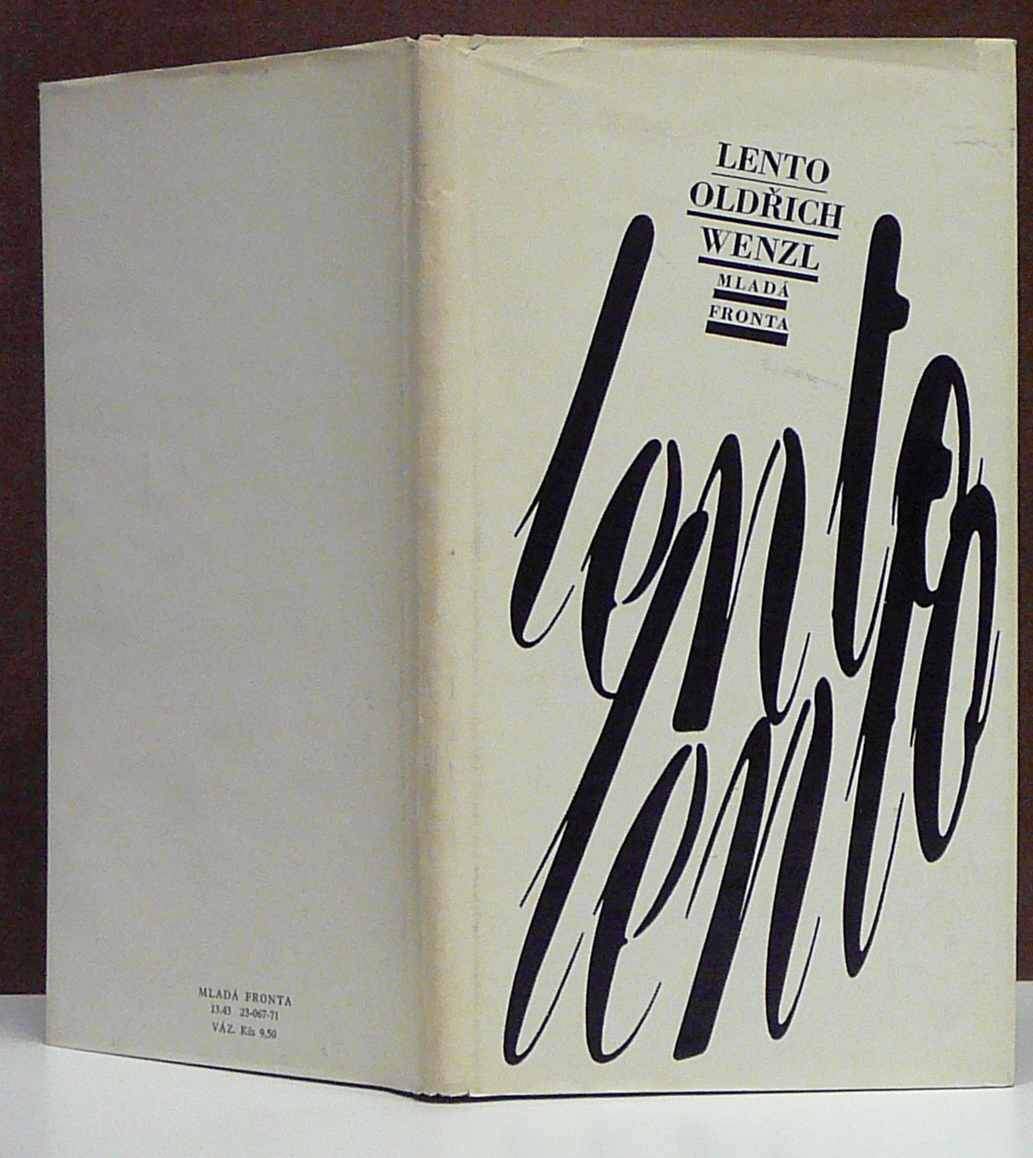 LENTO
OLDŘICH
WENZL
MLADÁ
FRONTA
lento
lento
MLADÁ FRONTA
13.43 23-067-71
VÁZ. Kčs 9,50